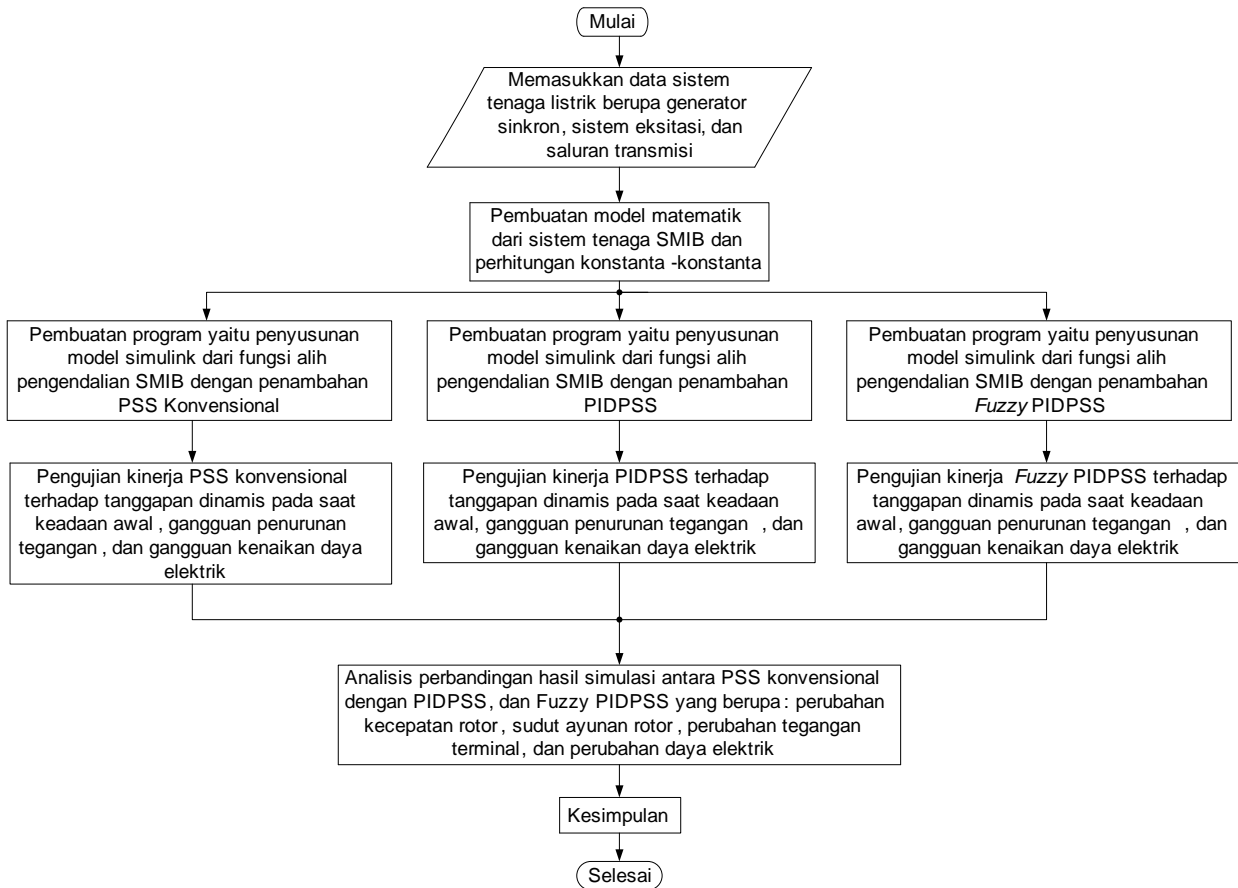 Mulai
Memasukkan data sistem
tenaga listrik berupa generator
sinkron, sistem eksitasi, dan
saluran transmisi
Pembuatan model matematik
dari sistem tenaga SMIB dan
perhitungan konstanta -konstanta
Pembuatan program yaitu penyusunan
model simulink dari fungsi alih
pengendalian SMIB dengan penambahan
PSS Konvensional
Pembuatan program yaitu penyusunan
model simulink dari fungsi alih
pengendalian SMIB dengan penambahan
PIDPSS
Pembuatan program yaitu penyusunan
model simulink dari fungsi alih
pengendalian SMIB dengan penambahan
Fuzzy PIDPSS
Pengujian kinerja PSS konvensional
terhadap tanggapan dinamis pada saat
keadaan awal , gangguan penurunan
tegangan , dan gangguan kenaikan daya
elektrik
Pengujian kinerja PIDPSS terhadap
tanggapan dinamis pada saat keadaan
awal, gangguan penurunan tegangan , dan
gangguan kenaikan daya elektrik
Pengujian kinerja Fuzzy PIDPSS terhadap
tanggapan dinamis pada saat keadaan
awal, gangguan penurunan tegangan , dan
gangguan kenaikan daya elektrik
Analisis perbandingan hasil simulasi antara PSS konvensional
dengan PIDPSS, dan Fuzzy PIDPSS yang berupa : perubahan
kecepatan rotor , sudut ayunan rotor , perubahan tegangan
terminal, dan perubahan daya elektrik
Kesimpulan
Selesai